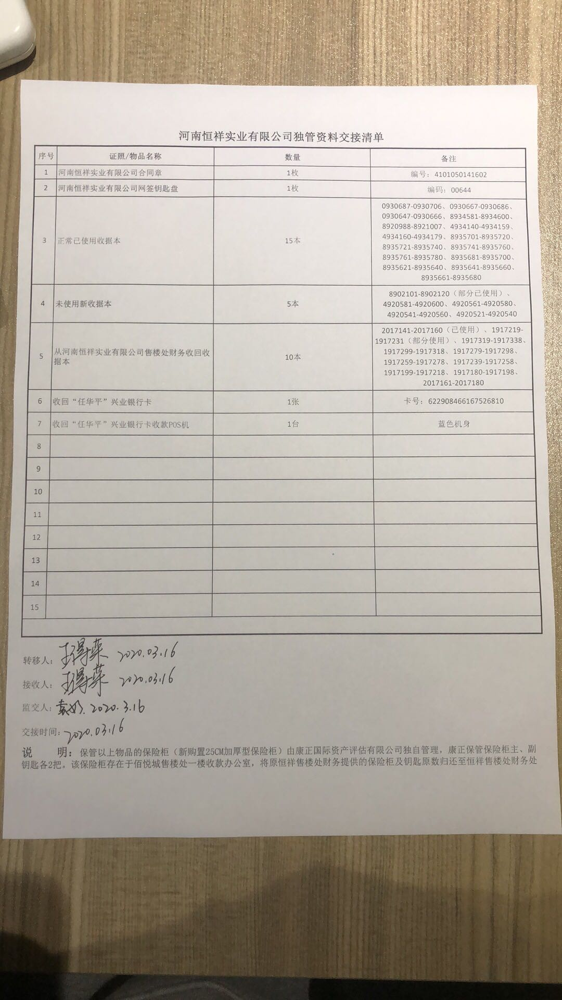 河南恒祥实业有限公司独管资料交接清单
序号 证照/物品名称 数量 备注
1 河南恒祥实业有限公司合同章 1枚 编号：4101050141602
2 河南恒祥实业有限公司网签钥匙盘 1枚 编码：00644
3 正常已使用收据本 15本
0930687-0930706、0930667-0930686、
0930647-0930666、8934581-8934600、
8920988-8921007、4934140-4934159、
4934160-4934179、8935701-8935720、
8935721-8935740、8935741-8935760、
8935761-8935780、8935681-8935700、
8935621-8935640、8935641-8935660、
8935661-8935680
4 未使用新收据本 5本
8902101-8902120（部分已使用）、
4920581-4920600、4920561-4920580、
4920541-4920560、4920521-4920540
5 从河南恒祥实业有限公司售楼处财务收回收
据本 10本
2017141-2017160（已使用）、1917219-
1917231（部分使用）、1917319-1917338、
1917299-1917318、1917279-1917298、
1917259-1917278、1917239-1917258、
1917199-1917218、1917180-1917198、
2017161-2017180
6 收回“任华平”兴业银行卡 1张 卡号：622908466167526810
7 收回“任华平”兴业银行卡收款POS机 1台 蓝色机身
8
9
10
11
12
13
14
15
转移人： 2020.03.16
接收人： 2020.03.16
监交人： 2020.3.16
交接时间：2020.03.16
说 明：保管以上物品的保险柜（新购置25CM加厚型保险柜）由康正国际资产评估有限公司独自管理，康正保管保险柜主、副
钥匙各2把。该保险柜存在于佰悦城售楼处一楼收款办公室，将原恒祥售楼处财务提供的保险柜及钥匙原数归还至恒祥售楼处财务处